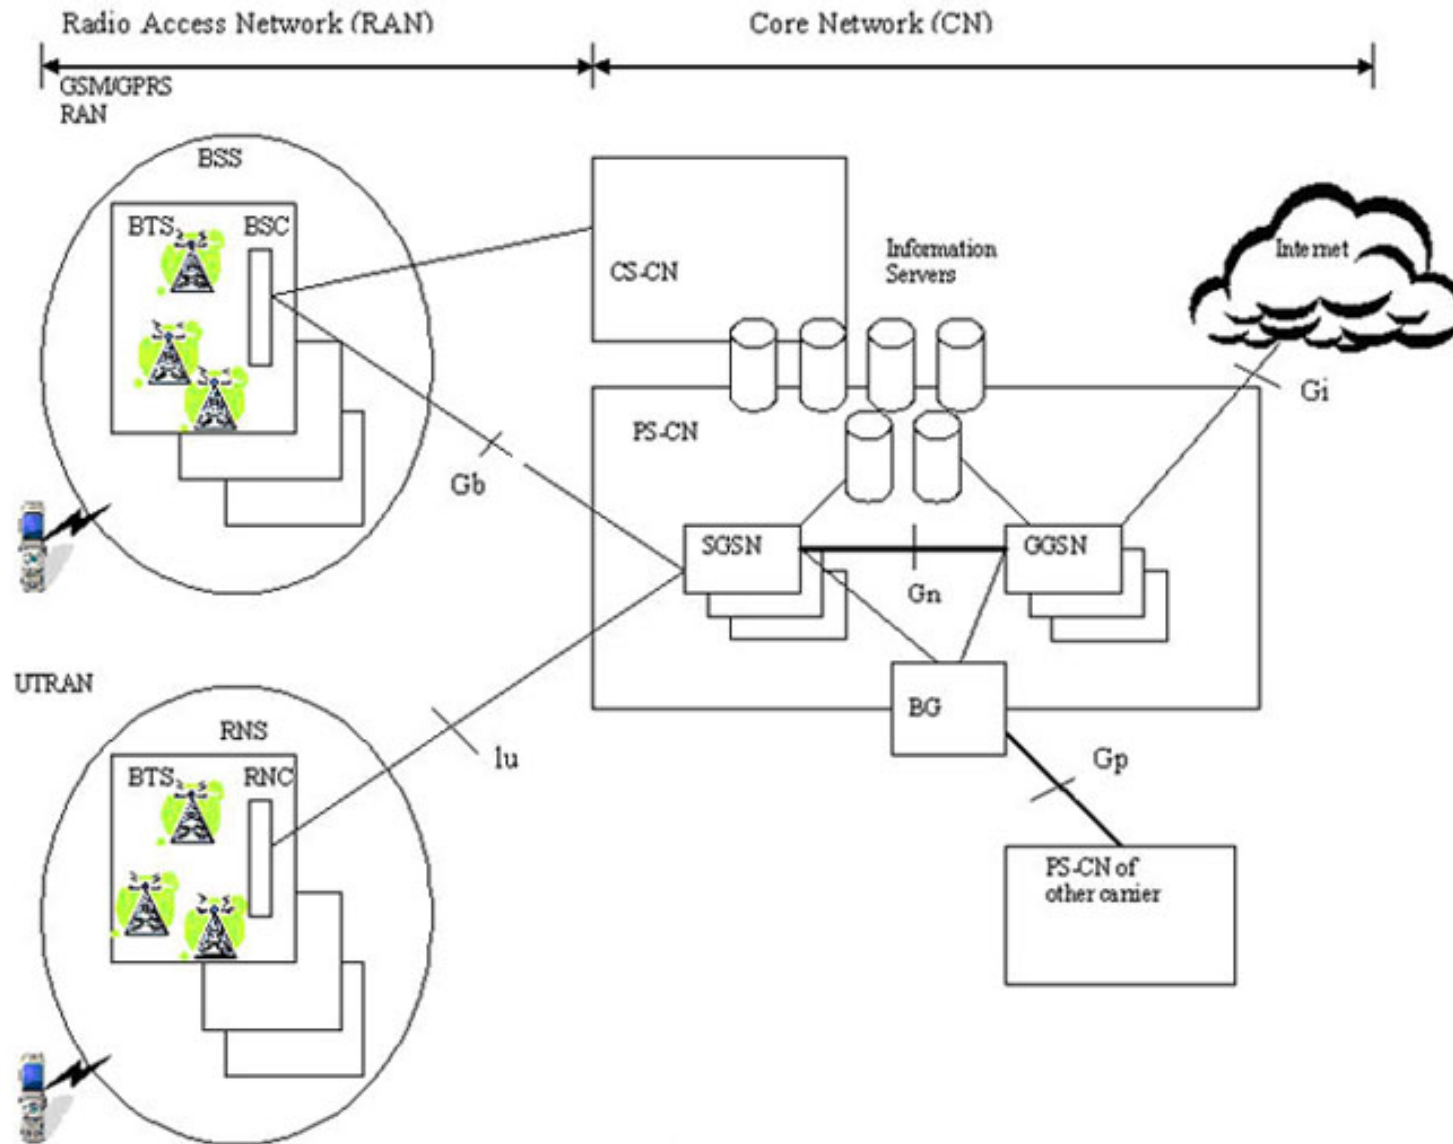 Radio Access Network (RAN)
Core Network (CN)
GSM/GPRS
RAN
BSS
BTS
BSC
CS-CN
Information
Servers
Internet
Gi
PS-CN
Gb
SGSN
GGSN
Gn
UTRAN
BG
RNS
Iu
Gp
BTS
RNC
PS-CN of
other carrier